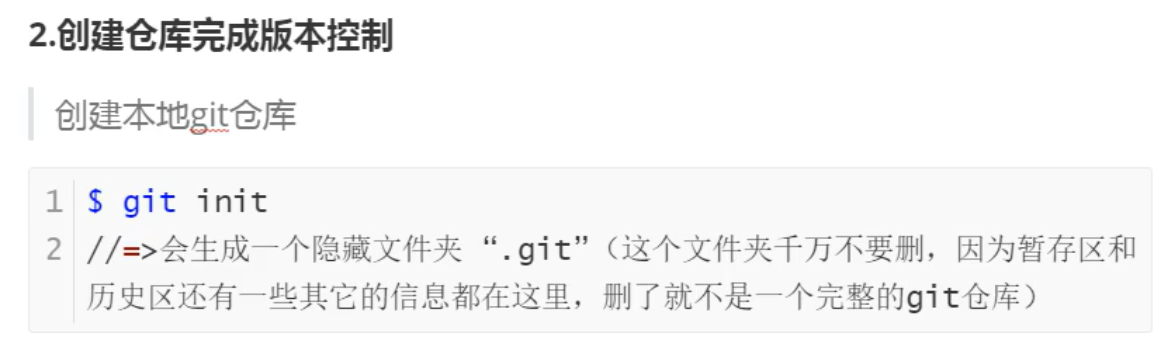 2.创建仓库完成版本控制
创建本地git仓库
1 $ git init
2 //=>会生成一个隐藏文件夹 “.git”（这个文件夹千万不要删，因为暂存区和
历史区还有一些其它的信息都在这里，删了就不是一个完整的git仓库）